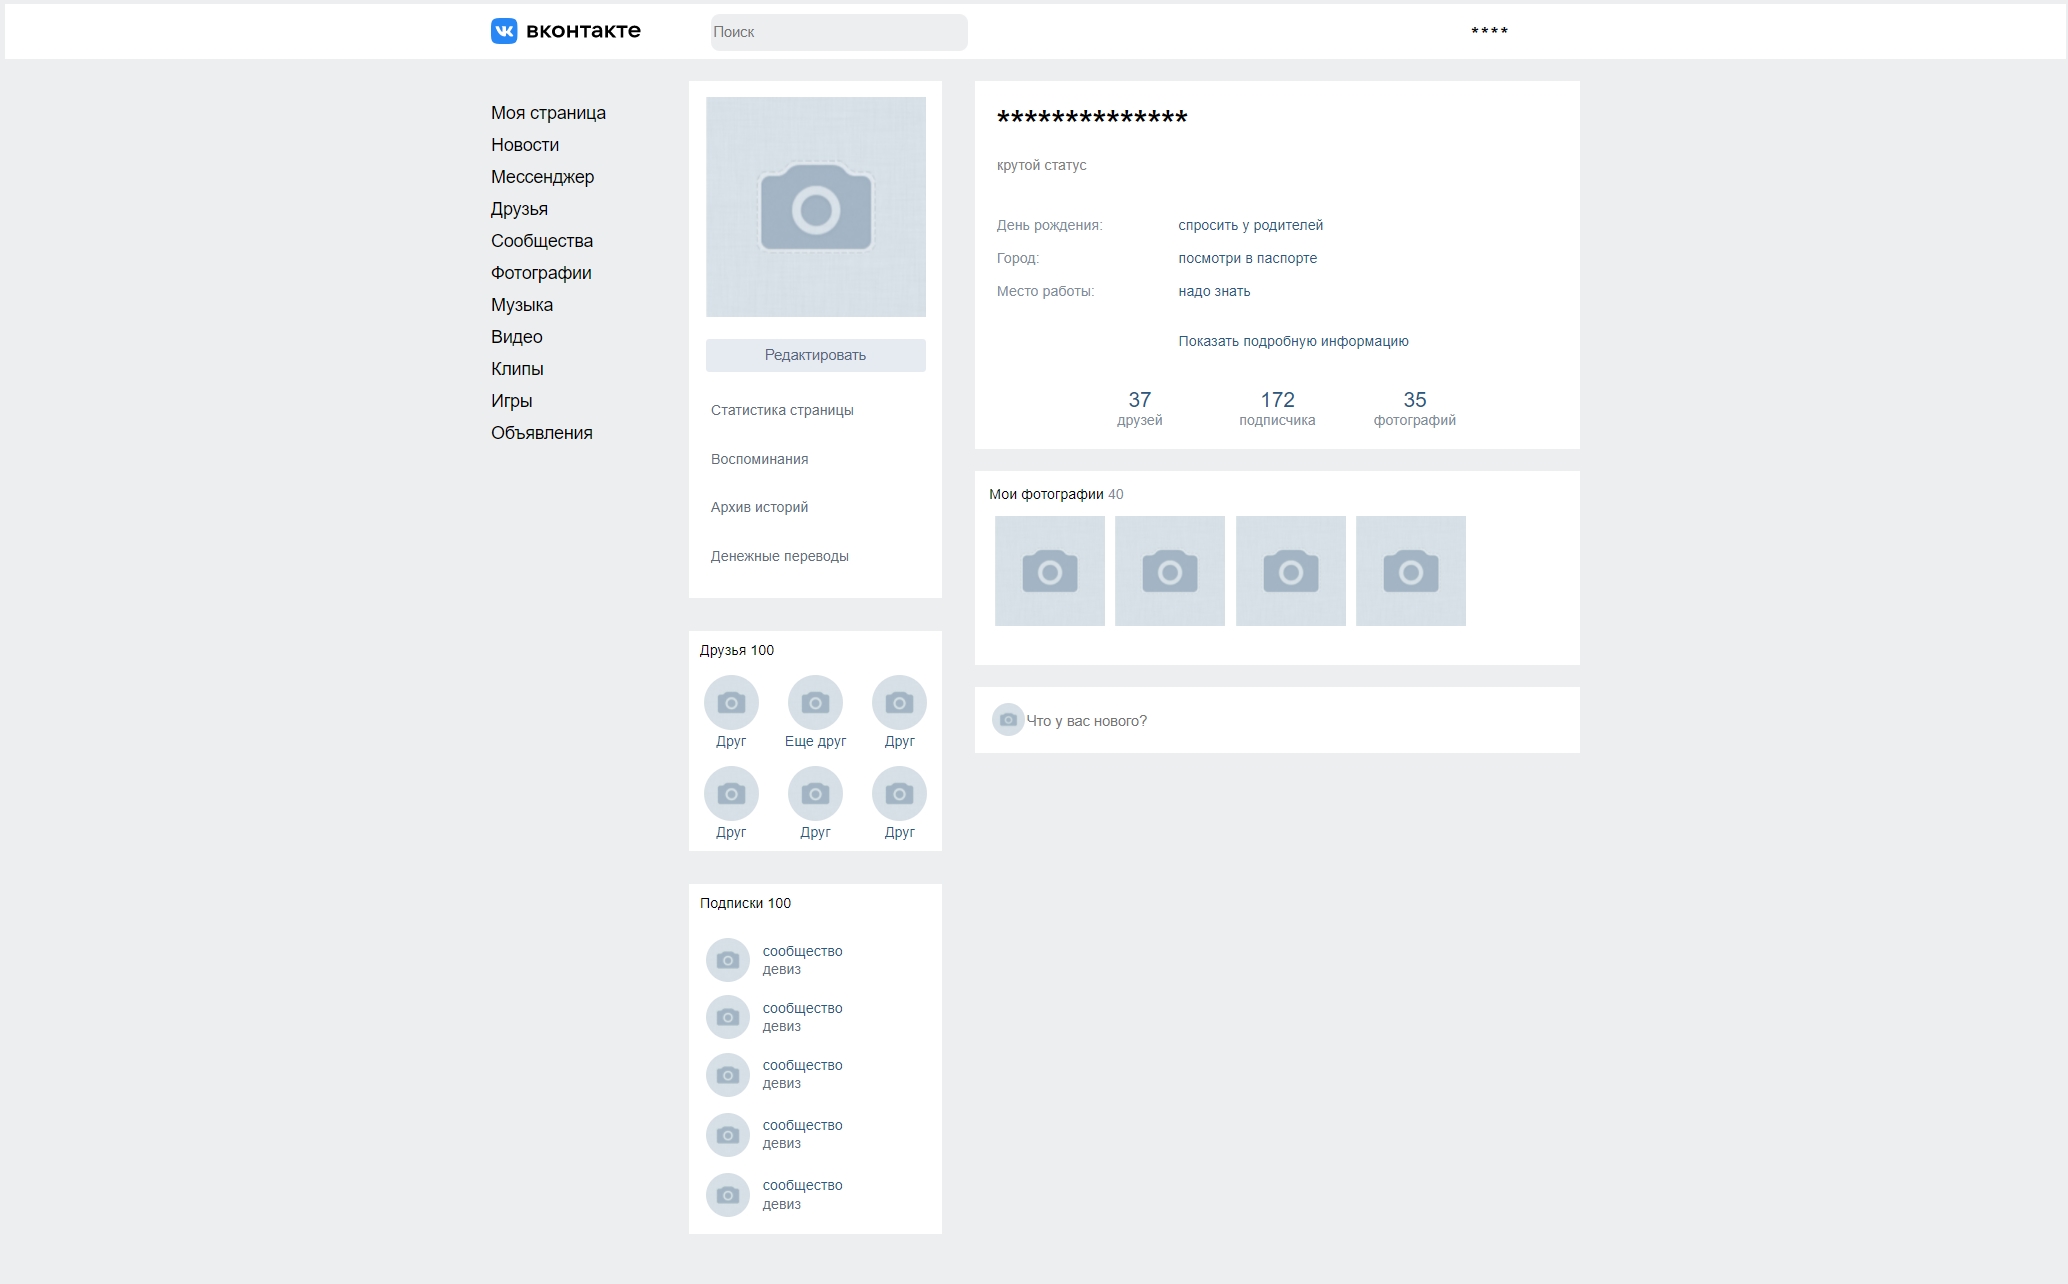 вконтакте
Поиск
****
Моя страница
Новости
Мессенджер
Друзья
Сообщества
Фотографии
Музыка
Видео
Клипы
Игры
Объявления
Редактировать
Статистика страницы
Воспоминания
Архив историй
Денежные переводы
Друзья 100
Друг Еще друг Друг
Друг Друг Друг
Подписки 100
сообщество
девиз
сообщество
девиз
сообщество
девиз
сообщество
девиз
сообщество
девиз
**************
крутой статус
День рождения: спросить у родителей
Город: посмотри в паспорте
Место работы: надо знать
Показать подробную информацию
37 172 35
друзей подписчика фотографий
Мои фотографии 40
Что у вас нового?